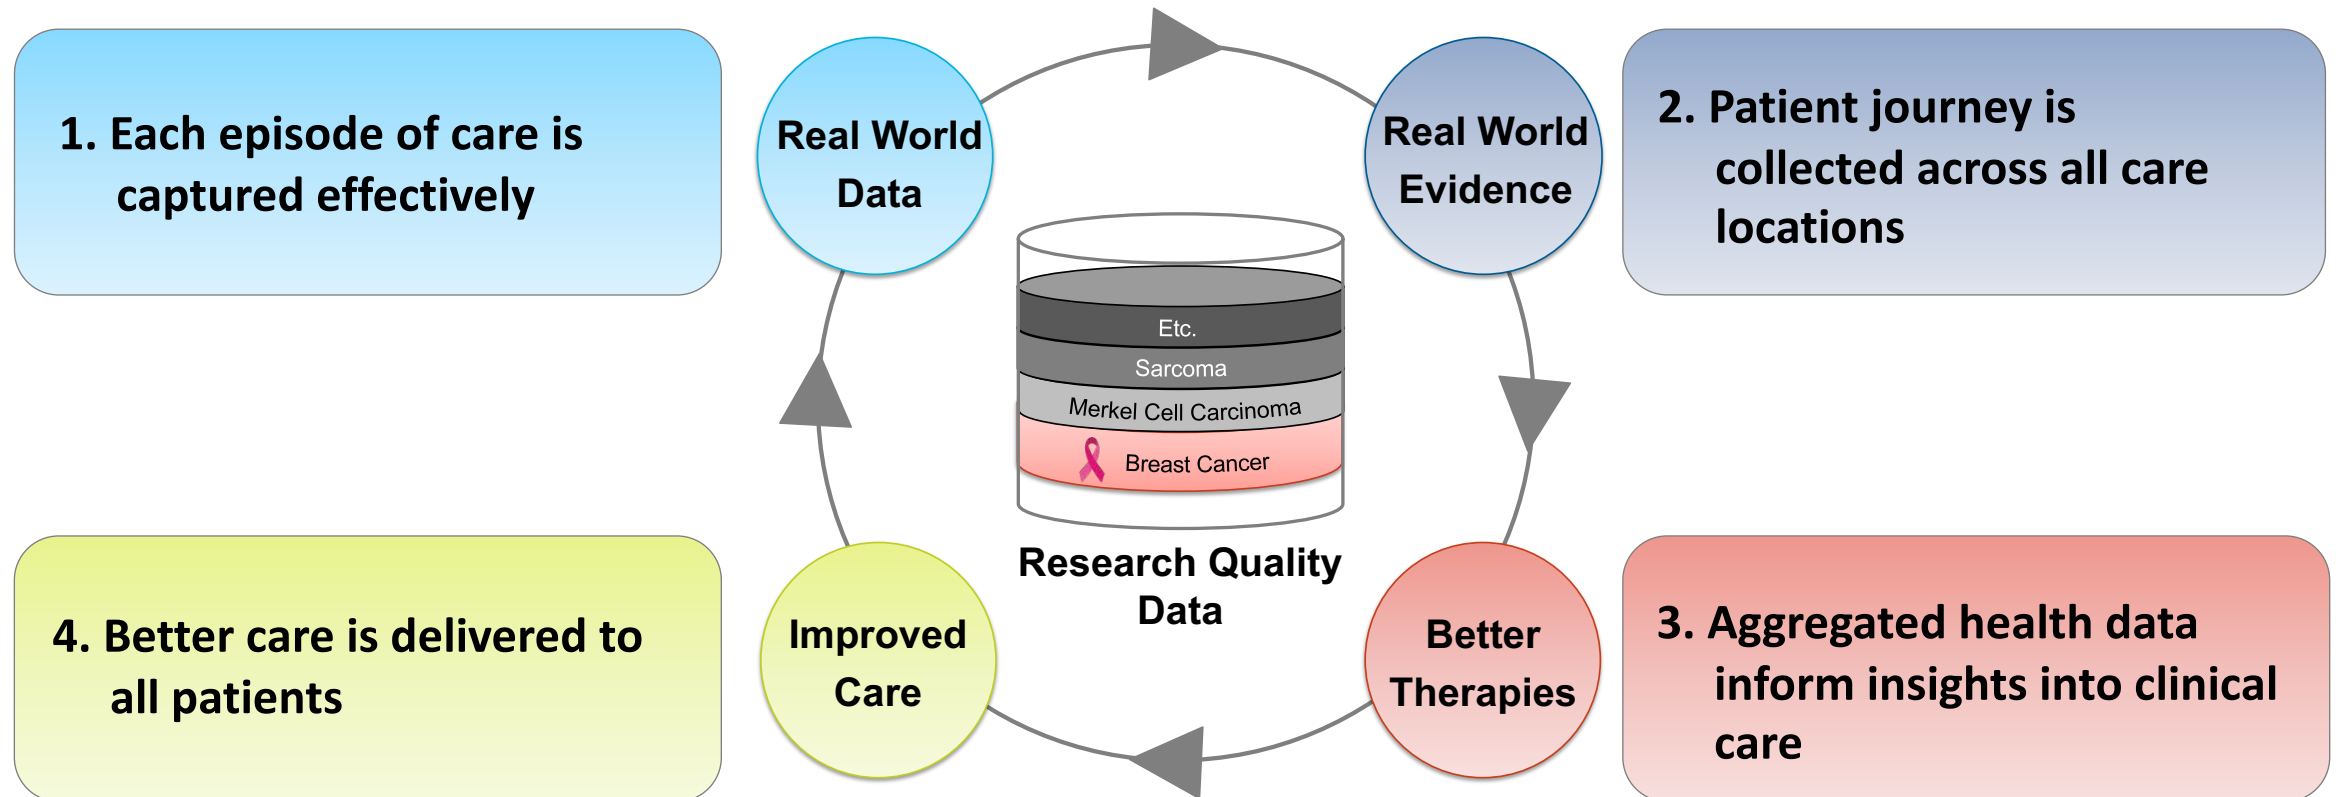 1. Each episode of care is
captured effectively
Real World
Data
Real World
Evidence
2. Patient journey is
collected across all care
locations
Etc.
Sarcoma
Merkel Cell Carcinoma
Breast Cancer
Research Quality
Data
4. Better care is delivered to
all patients
Improved
Care
Better
Therapies
3. Aggregated health data
inform insights into clinical
care